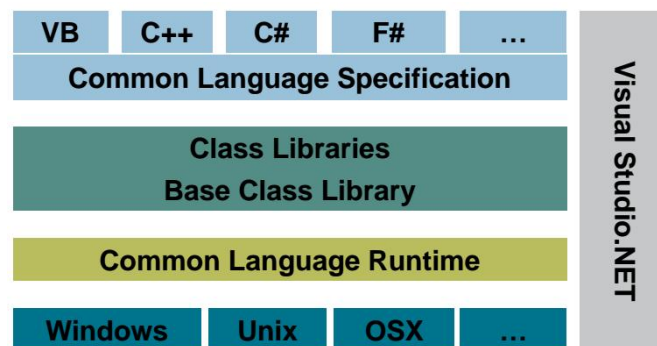 VB C++ C# F# ...
Common Language Specification
Class Libraries
Base Class Library
Common Language Runtime
Windows Unix OSX ...
Visual Studio.NET